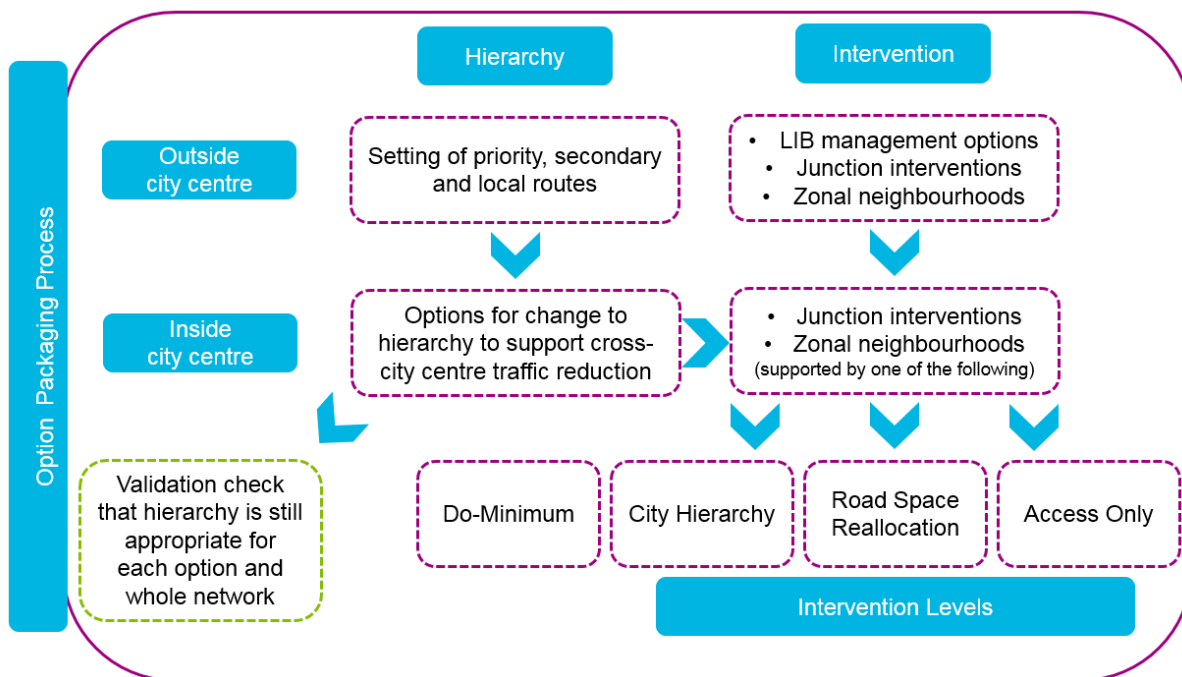 Option Packaging Process
Hierarchy
Intervention
Outside
city centre
Setting of priority, secondary
and local routes
• LIB management options
• Junction interventions
• Zonal neighbourhoods
Inside
city centre
Options for change to
hierarchy to support cross-
city centre traffic reduction
• Junction interventions
• Zonal neighbourhoods
(supported by one of the following)
Validation check
that hierarchy is still
appropriate for
each option and
whole network
Do-Minimum
City Hierarchy
Road Space
Reallocation
Access Only
Intervention Levels